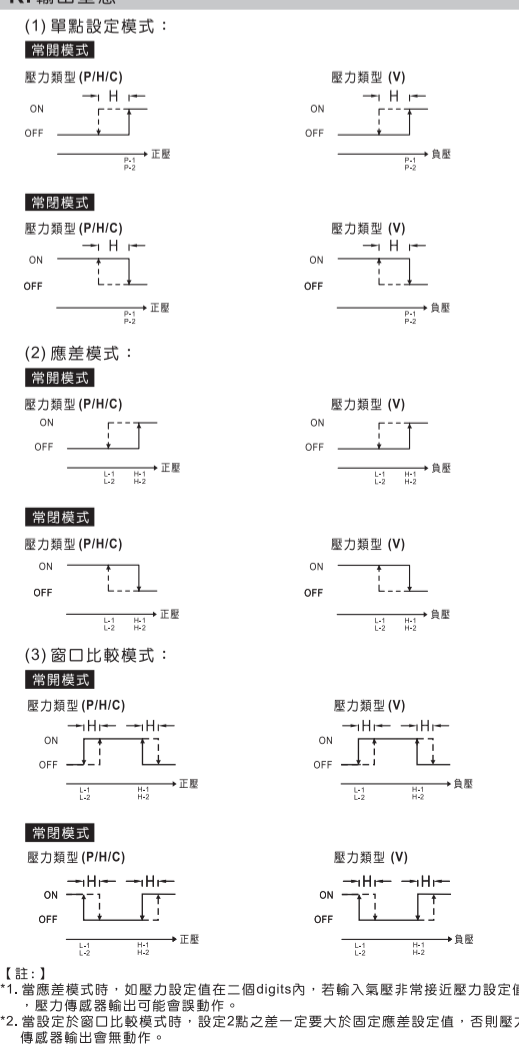 輸出型態
(1) 單點設定模式：
常開模式
壓力類型 (P/H/C) 壓力類型 (V)
H H
ON ON
OFF OFF
P-1 正壓 P-1 負壓
P-2 P-2
常閉模式
壓力類型 (P/H/C) 壓力類型 (V)
H H
ON ON
OFF OFF
P-1 正壓 P-1 負壓
P-2 P-2
(2) 應差模式：
常開模式
壓力類型 (P/H/C) 壓力類型 (V)
ON ON
OFF OFF
L-1 H-1 正壓 L-1 H-1 負壓
L-2 H-2 L-2 H-2
常閉模式
壓力類型 (P/H/C) 壓力類型 (V)
ON ON
OFF OFF
L-1 H-1 正壓 L-1 H-1 負壓
L-2 H-2 L-2 H-2
(3) 窗口比較模式：
常開模式
壓力類型 (P/H/C) 壓力類型 (V)
H H H H
ON ON
OFF OFF
L-1 H-1 正壓 L-1 H-1 負壓
L-2 H-2 L-2 H-2
常閉模式
壓力類型 (P/H/C) 壓力類型 (V)
H H H H
ON ON
OFF OFF
L-1 H-1 正壓 L-1 H-1 負壓
L-2 H-2 L-2 H-2
【註:】
*1. 當應差模式時，如壓力設定值在二個digits內，若輸入氣壓非常接近壓力設定值
，壓力傳感器輸出可能會誤動作。
*2. 當設定於窗口比較模式時，設定2點之差一定要大於固定應差設定值，否則壓力
傳感器輸出會無動作。